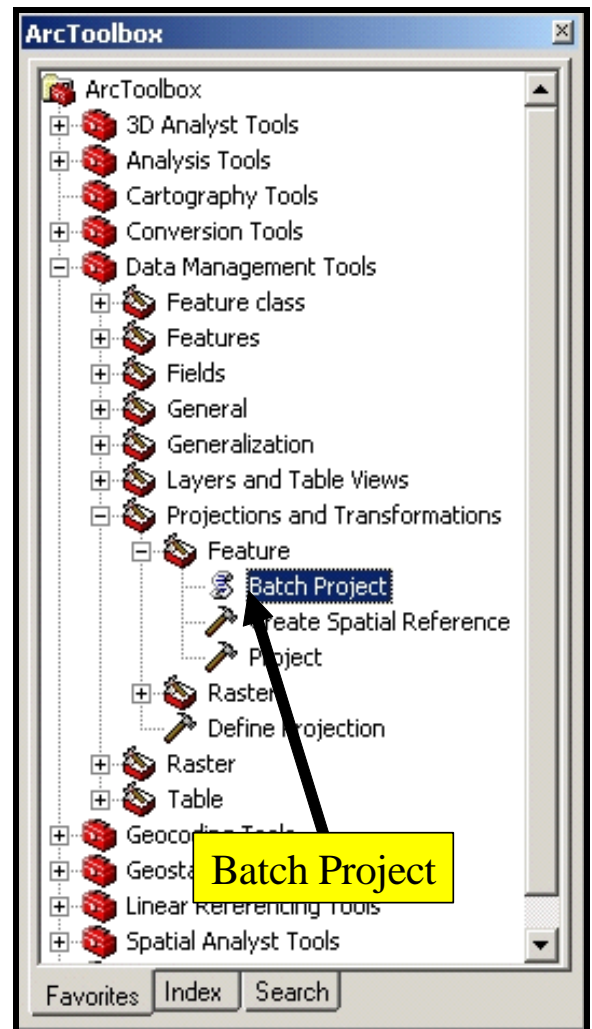 ArcToolbox
ArcToolbox
3D Analyst Tools
Analysis Tools
Cartography Tools
Conversion Tools
Data Management Tools
Feature class
Features
Fields
General
Generalization
Layers and Table Views
Projections and Transformations
Feature
Batch Project
Create Spatial Reference
Project
Raster
Define Projection
Raster
Table
Geocoding Tools
Batch Project
Linear Referencing Tools
Spatial Analyst Tools
Favorites Index Search